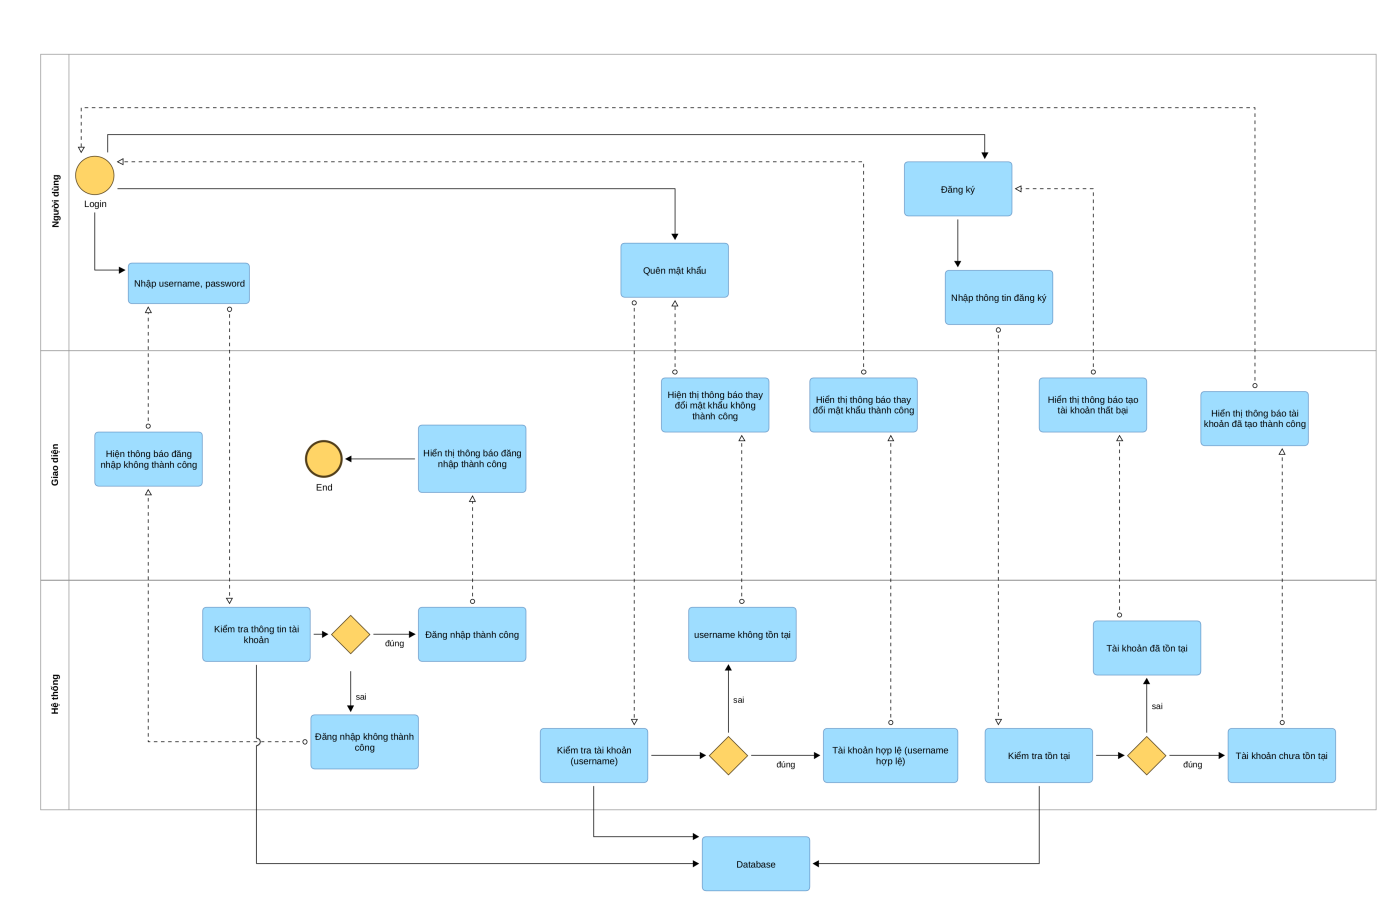 Người dùng
Login
Đăng ký
Quên mật khẩu
Nhập username, password
Nhập thông tin đăng ký
Giao diện
Hiện thông báo đăng
nhập không thành công
End
Hiển thị thông báo đăng
nhập thành công
Hiện thị thông báo thay
đổi mật khẩu không
thành công
Hiển thị thông báo thay
đổi mật khẩu thành công
Hiển thị thông báo tạo
tài khoản thất bại
Hiển thị thông báo tài
khoản đã tạo thành công
Hệ thống
Kiểm tra thông tin tài
khoản
đúng
Đăng nhập thành công
sai
Đăng nhập không thành
công
username không tồn tại
sai
Kiểm tra tài khoản
(username)
đúng
Tài khoản hợp lệ (username
hợp lệ)
Tài khoản đã tồn tại
sai
Kiểm tra tồn tại
đúng
Tài khoản chưa tồn tại
Database